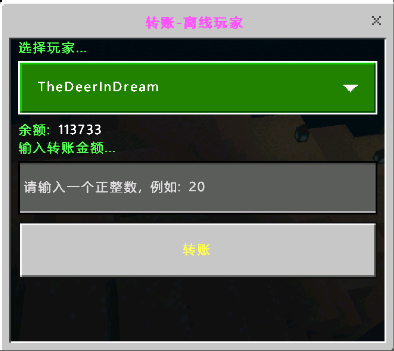 转账-离线玩家
选择玩家...
TheDeerInDream
余额: 113733
输入转账金额...
请输入一个正整数, 例如: 20
转账